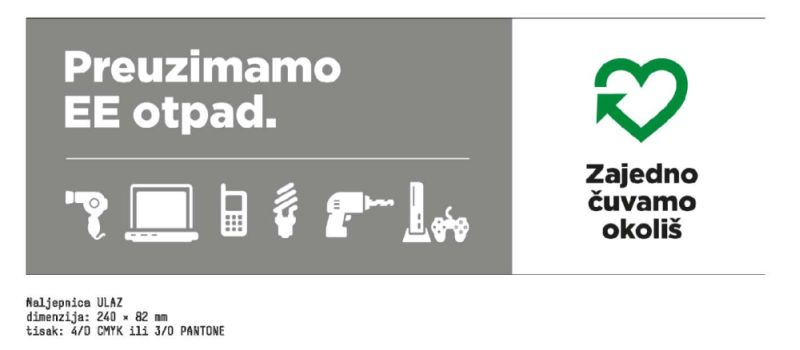 Preuzimamo
EE otpad.
Zajedno
čuvamo
okoliš
Naljepnica ULAZ
dimenzija: 240 × 82 mm
tisak: 4/0 CMYK ili 3/0 PANTONE